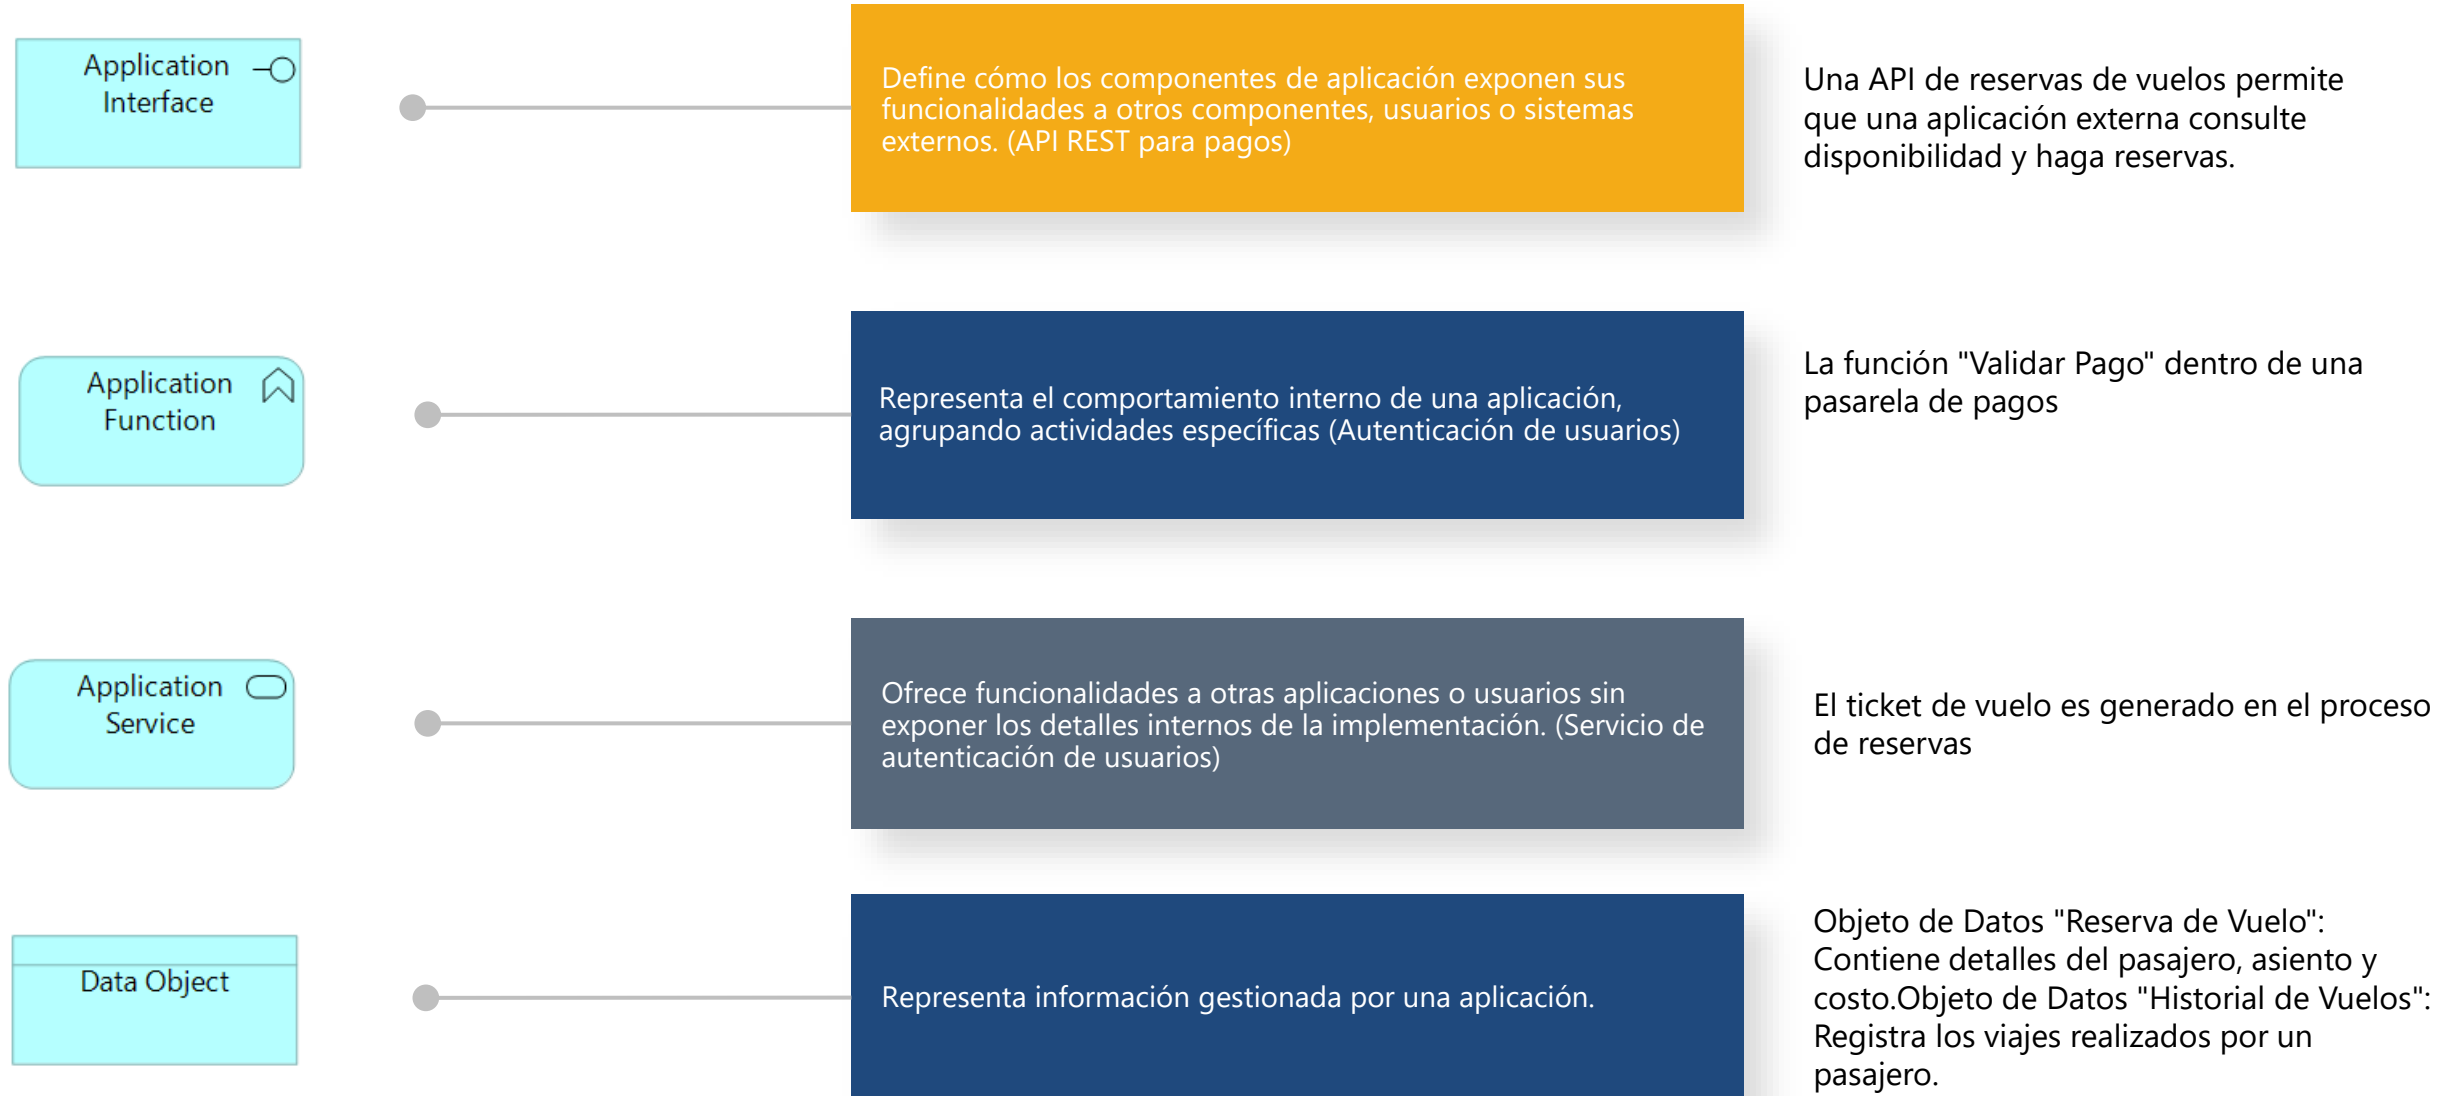 Application
Interface
Define cómo los componentes de aplicación exponen sus
funcionalidades a otros componentes, usuarios o sistemas
externos. (API REST para pagos)
Una API de reservas de vuelos permite
que una aplicación externa consulte
disponibilidad y haga reservas.
Application
Function
Representa el comportamiento interno de una aplicación,
agrupando actividades específicas (Autenticación de usuarios)
La función "Validar Pago" dentro de una
pasarela de pagos
Application
Service
Ofrece funcionalidades a otras aplicaciones o usuarios sin
exponer los detalles internos de la implementación. (Servicio de
autenticación de usuarios)
El ticket de vuelo es generado en el proceso
de reservas
Data Object
Representa información gestionada por una aplicación.
Objeto de Datos "Reserva de Vuelo":
Contiene detalles del pasajero, asiento y
costo.Objeto de Datos "Historial de Vuelos":
Registra los viajes realizados por un
pasajero.